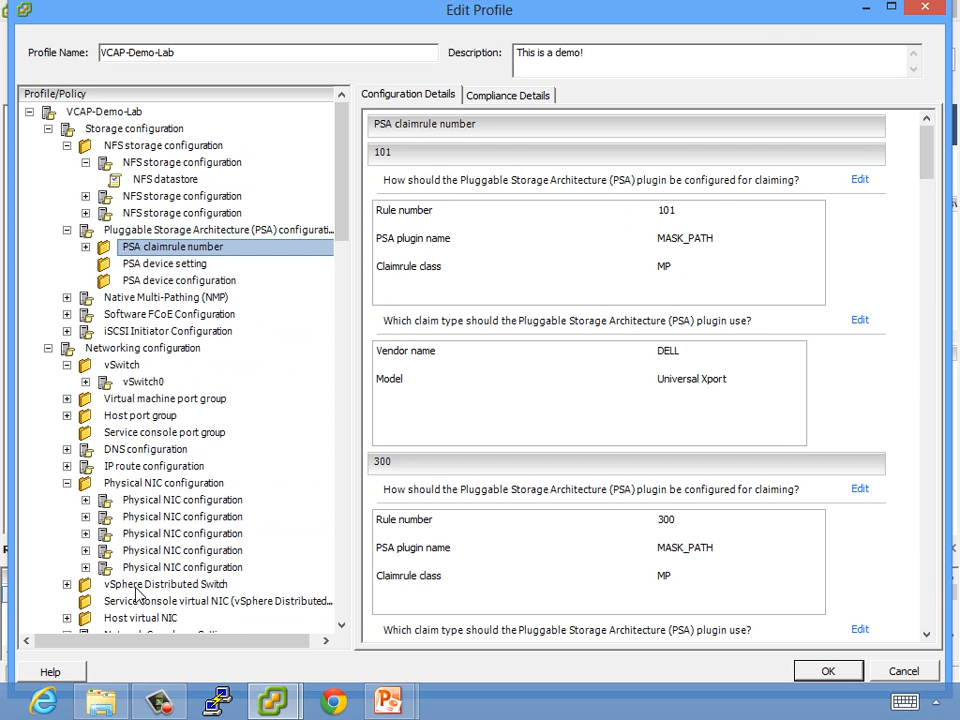 Edit Profile
Profile Name: VCAP-Demo-Lab Description: This is a demo!
Profile/Policy
VCAP-Demo-Lab
Storage configuration
NFS storage configuration
NFS storage configuration
NFS datastore
NFS storage configuration
NFS storage configuration
Pluggable Storage Architecture (PSA) configurati...
PSA claimrule number
PSA device setting
PSA device configuration
Native Multi-Pathing (NMP)
Software FCoE Configuration
iSCSI Initiator Configuration
Networking configuration
vSwitch
vSwitch0
Virtual machine port group
Host port group
Service console port group
DNS configuration
IP route configuration
Physical NIC configuration
Physical NIC configuration
Physical NIC configuration
Physical NIC configuration
Physical NIC configuration
Physical NIC configuration
vSphere Distributed Switch
Service console virtual NIC (vSphere Distributed...
Host virtual NIC
Configuration Details Compliance Details
PSA claimrule number
101
How should the Pluggable Storage Architecture (PSA) plugin be configured for claiming? Edit
Rule number 101
PSA plugin name MASK_PATH
Claimrule class MP
Which claim type should the Pluggable Storage Architecture (PSA) plugin use? Edit
Vendor name DELL
Model Universal Xport
300
How should the Pluggable Storage Architecture (PSA) plugin be configured for claiming? Edit
Rule number 300
PSA plugin name MASK_PATH
Claimrule class MP
Which claim type should the Pluggable Storage Architecture (PSA) plugin use? Edit
Help OK Cancel